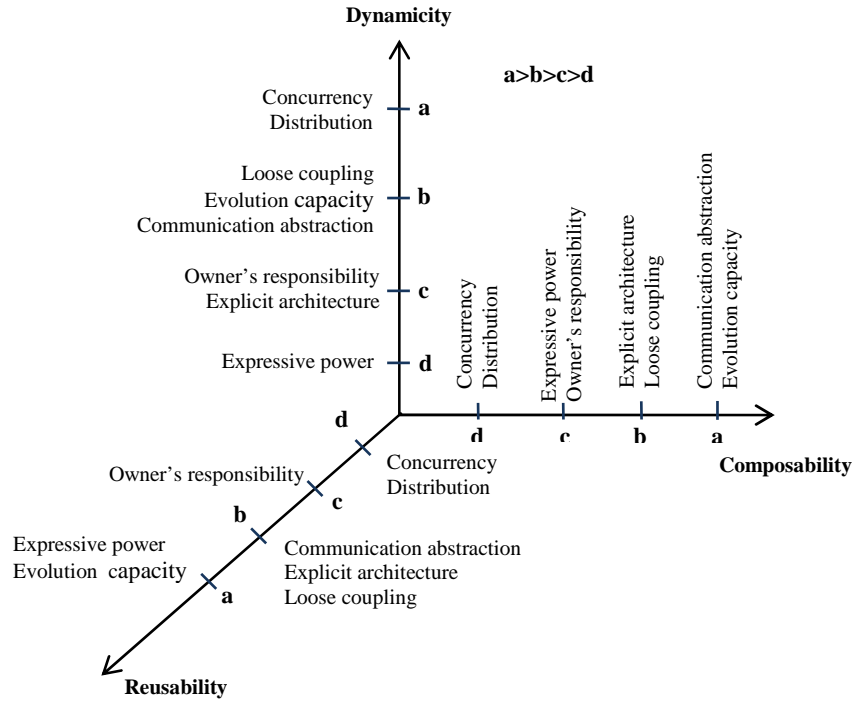 Dynamicity
a>b>c>d
Concurrency
Distribution
a
Loose coupling
Evolution capacity
Communication abstraction
b
Owner's responsibility
Explicit architecture
c
Expressive power
d
Concurrency
Distribution
Expressive power
Owner's responsibility
Explicit architecture
Loose coupling
Communication abstraction
Evolution capacity
d
c
b
a
Composability
d
Concurrency
Distribution
Owner's responsibility
c
b
Communication abstraction
Explicit architecture
Loose coupling
Expressive power
Evolution capacity
a
Reusability